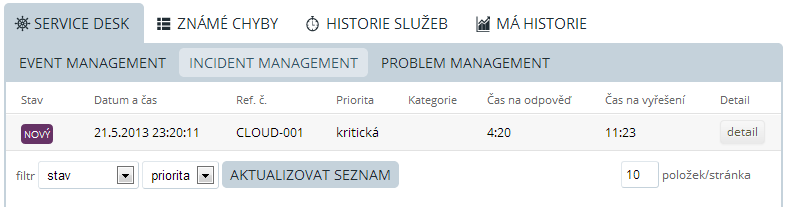 SERVICE DESK ZNÁMÉ CHYBY HISTORIE SLUŽEB MÁ HISTORIE
EVENT MANAGEMENT INCIDENT MANAGEMENT PROBLEM MANAGEMENT
Stav Datum a čas Ref. č. Priorita Kategorie Čas na odpověď Čas na vyřešení Detail
NOVÝ 21.5.2013 23:20:11 CLOUD-001 kritická 4:20 11:23 detail
filtr stav priorita AKTUALIZOVAT SEZNAM 10 položek/stránka